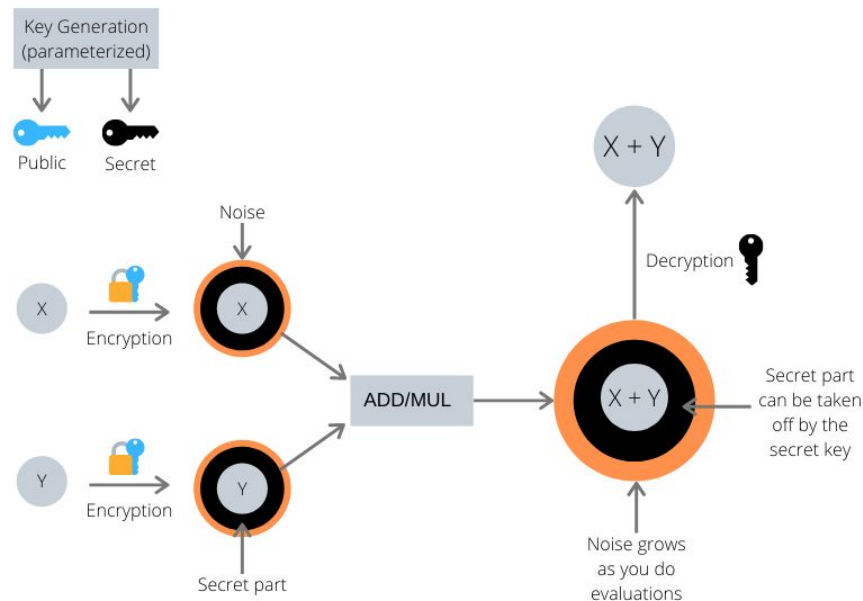 Key Generation
(parameterized)
Public
Secret
Noise
X
Encryption
X
Y
Encryption
Y
Secret part
ADD/MUL
X + Y
Decryption
X + Y
Secret part
can be taken
off by the
secret key
Noise grows
as you do
evaluations